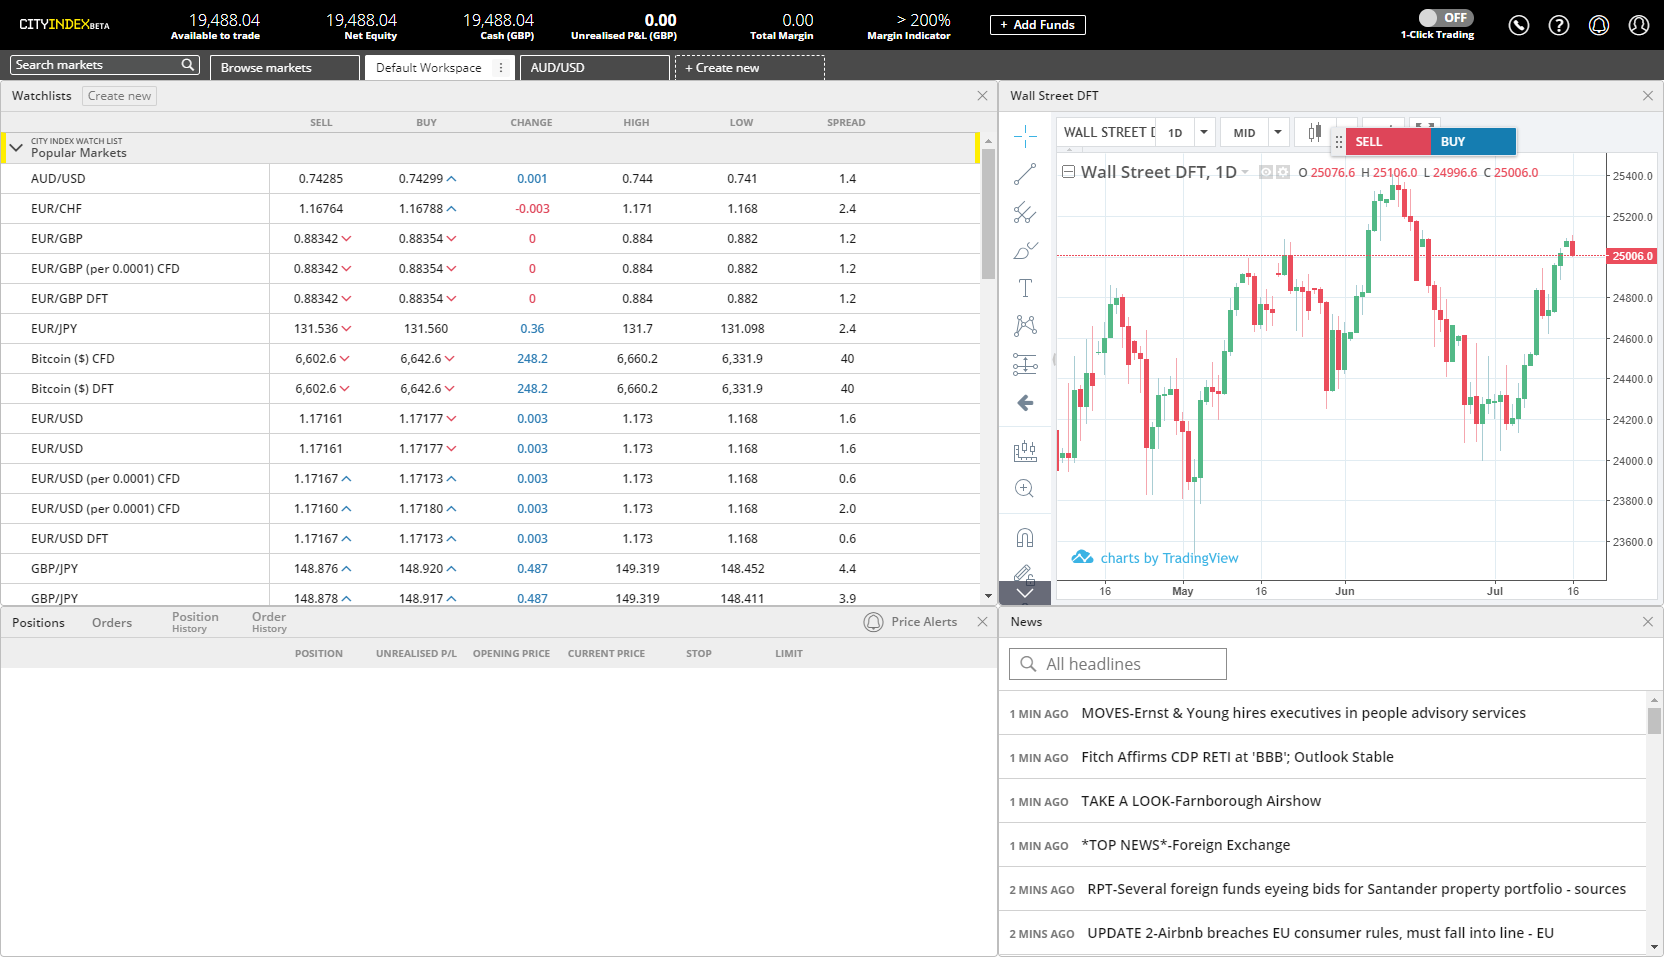 CITYINDEXBETA
19,488.04 19,488.04 19,488.04 0.00 0.00 > 200% + Add Funds OFF
Available to trade Net Equity Cash (GBP) Unrealised P&L (GBP) Total Margin Margin Indicator 1-Click Trading
Search markets Browse markets Default Workspace AUD/USD + Create new
Watchlists Create new
SELL BUY CHANGE HIGH LOW SPREAD
CITY INDEX WATCH LIST
Popular Markets
AUD/USD 0.74285 0.74299 0.001 0.744 0.741 1.4
EUR/CHF 1.16764 1.16788 -0.003 1.171 1.168 2.4
EUR/GBP 0.88342 0.88354 0 0.884 0.882 1.2
EUR/GBP (per 0.0001) CFD 0.88342 0.88354 0 0.884 0.882 1.2
EUR/GBP DFT 0.88342 0.88354 0 0.884 0.882 1.2
EUR/JPY 131.536 131.560 0.36 131.7 131.098 2.4
Bitcoin ($) CFD 6,602.6 6,642.6 248.2 6,660.2 6,331.9 40
Bitcoin ($) DFT 6,602.6 6,642.6 248.2 6,660.2 6,331.9 40
EUR/USD 1.17161 1.17177 0.003 1.173 1.168 1.6
EUR/USD 1.17161 1.17177 0.003 1.173 1.168 1.6
EUR/USD (per 0.0001) CFD 1.17167 1.17173 0.003 1.173 1.168 0.6
EUR/USD (per 0.0001) CFD 1.17160 1.17180 0.003 1.173 1.168 2.0
EUR/USD DFT 1.17167 1.17173 0.003 1.173 1.168 0.6
GBP/JPY 148.876 148.920 0.487 149.319 148.452 4.4
GBP/JPY 148.878 148.917 0.487 149.319 148.411 3.9
Wall Street DFT
WALL STREET D 1D MID SELL BUY
Wall Street DFT, 1D O 25076.6 H 25106.0 L 24996.6 C 25006.0
25400.0
25200.0
25006.0
24800.0
24600.0
24400.0
24200.0
24000.0
23800.0
23600.0
charts by TradingView
16 May 16 Jun Jul 16
Positions Orders Position History Order History Price Alerts
POSITION UNREALISED P/L OPENING PRICE CURRENT PRICE STOP LIMIT
News
All headlines
1 MIN AGO MOVES-Ernst & Young hires executives in people advisory services
1 MIN AGO Fitch Affirms CDP RETI at 'BBB'; Outlook Stable
1 MIN AGO TAKE A LOOK-Farnborough Airshow
1 MIN AGO *TOP NEWS*-Foreign Exchange
2 MINS AGO RPT-Several foreign funds eyeing bids for Santander property portfolio - sources
2 MINS AGO UPDATE 2-Airbnb breaches EU consumer rules, must fall into line - EU